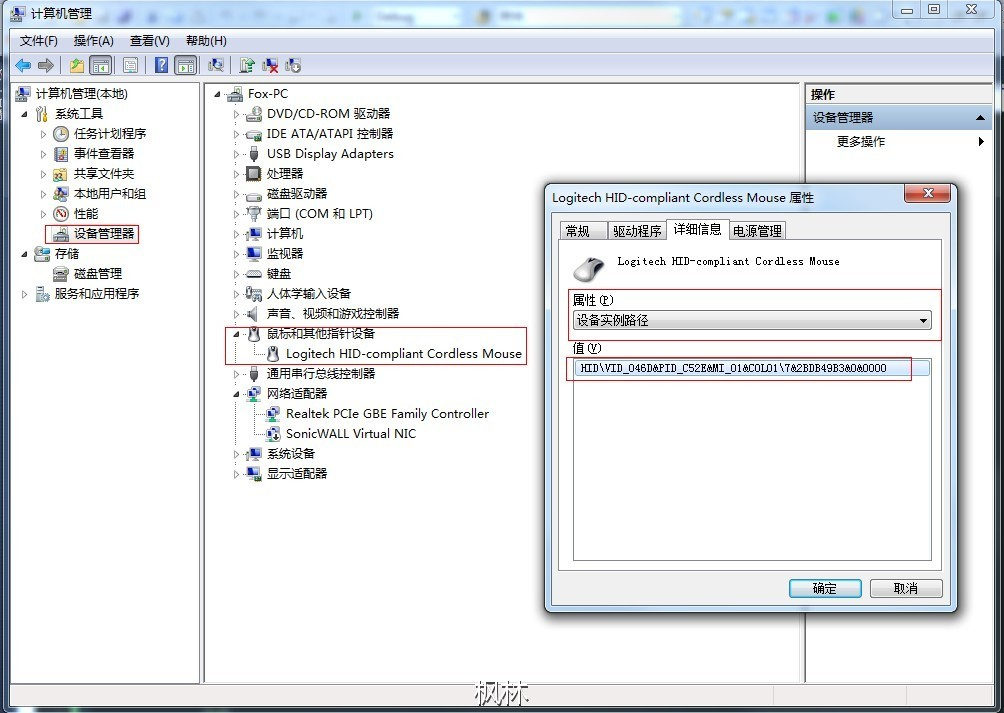 计算机管理
文件(F) 操作(A) 查看(V) 帮助(H)
计算机管理(本地)
系统工具
任务计划程序
事件查看器
共享文件夹
本地用户和组
性能
设备管理器
存储
磁盘管理
服务和应用程序
Fox-PC
DVD/CD-ROM 驱动器
IDE ATA/ATAPI 控制器
USB Display Adapters
处理器
磁盘驱动器
端口 (COM 和 LPT)
计算机
监视器
键盘
人体学输入设备
声音、视频和游戏控制器
鼠标和其他指针设备
Logitech HID-compliant Cordless Mouse
通用串行总线控制器
网络适配器
Realtek PCIe GBE Family Controller
SonicWALL Virtual NIC
系统设备
显示适配器
操作
设备管理器
更多操作
Logitech HID-compliant Cordless Mouse 属性
常规 驱动程序 详细信息 电源管理
Logitech HID-compliant Cordless Mouse
属性(P)
设备实例路径
值(V)
HID\VID_046D&PID_C52E&MI_01&COL01\7&2BDB49B3&0&0000
确定 取消
枫林